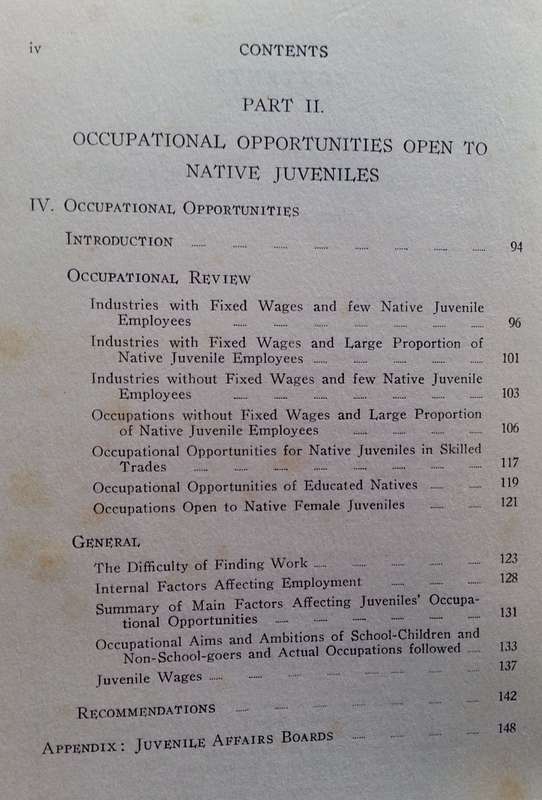 iv CONTENTS
PART II.
OCCUPATIONAL OPPORTUNITIES OPEN TO
NATIVE JUVENILES
IV. OCCUPATIONAL OPPORTUNITIES
INTRODUCTION ...... ...... ...... ...... ...... ...... ...... ...... 94
OCCUPATIONAL REVIEW
Industries with Fixed Wages and few Native Juvenile
Employees ...... ...... ...... ...... ...... ...... ...... 96
Industries with Fixed Wages and Large Proportion of
Native Juvenile Employees ...... ...... ...... ...... ...... 101
Industries without Fixed Wages and few Native Juvenile
Employees ...... ...... ...... ...... ...... ...... ...... 103
Occupations without Fixed Wages and Large Proportion
of Native Juvenile Employees ...... ...... ...... ...... 106
Occupational Opportunities for Native Juveniles in Skilled
Trades ...... ...... ...... ...... ...... ...... ...... ...... 117
Occupational Opportunities of Educated Natives ...... ...... 119
Occupations Open to Native Female Juveniles ...... ...... 121
GENERAL
The Difficulty of Finding Work ...... ...... ...... ...... ...... 123
Internal Factors Affecting Employment ...... ...... ...... 128
Summary of Main Factors Affecting Juveniles' Occupa-
tional Opportunities ...... ...... ...... ...... ...... 131
Occupational Aims and Ambitions of School-Children and
Non-School-goers and Actual Occupations followed ...... 133
Juvenile Wages ...... ...... ...... ...... ...... ...... ...... 137
RECOMMENDATIONS ...... ...... ...... ...... ...... ...... 142
APPENDIX: JUVENILE AFFAIRS BOARDS ...... ...... ...... ...... 148